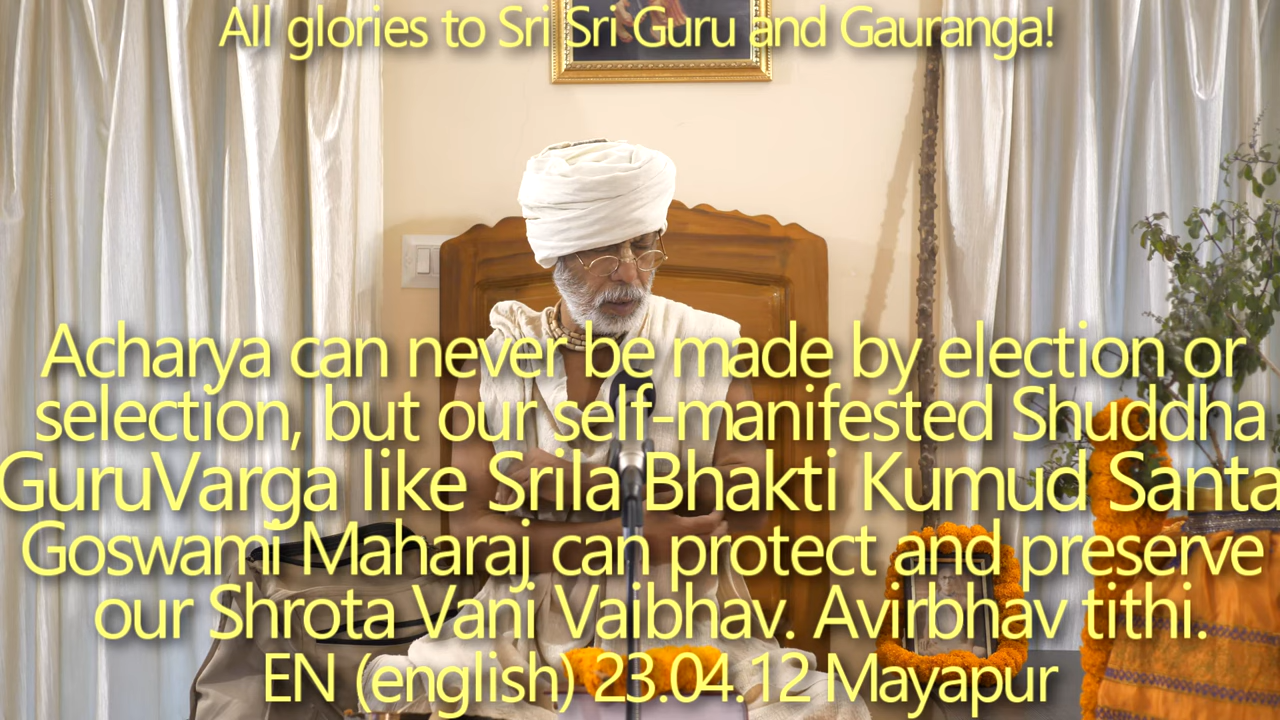 All glories to Sri Sri Guru and Gauranga!
Acharya can never be made by election or
selection, but our self-manifested Shuddha
GuruVarga like Srila Bhakti Kumud Santa
Goswami Maharaj can protect and preserve
our Shrota Vani Vaibhav. Avirbhav tithi.
EN (english) 23.04.12 Mayapur